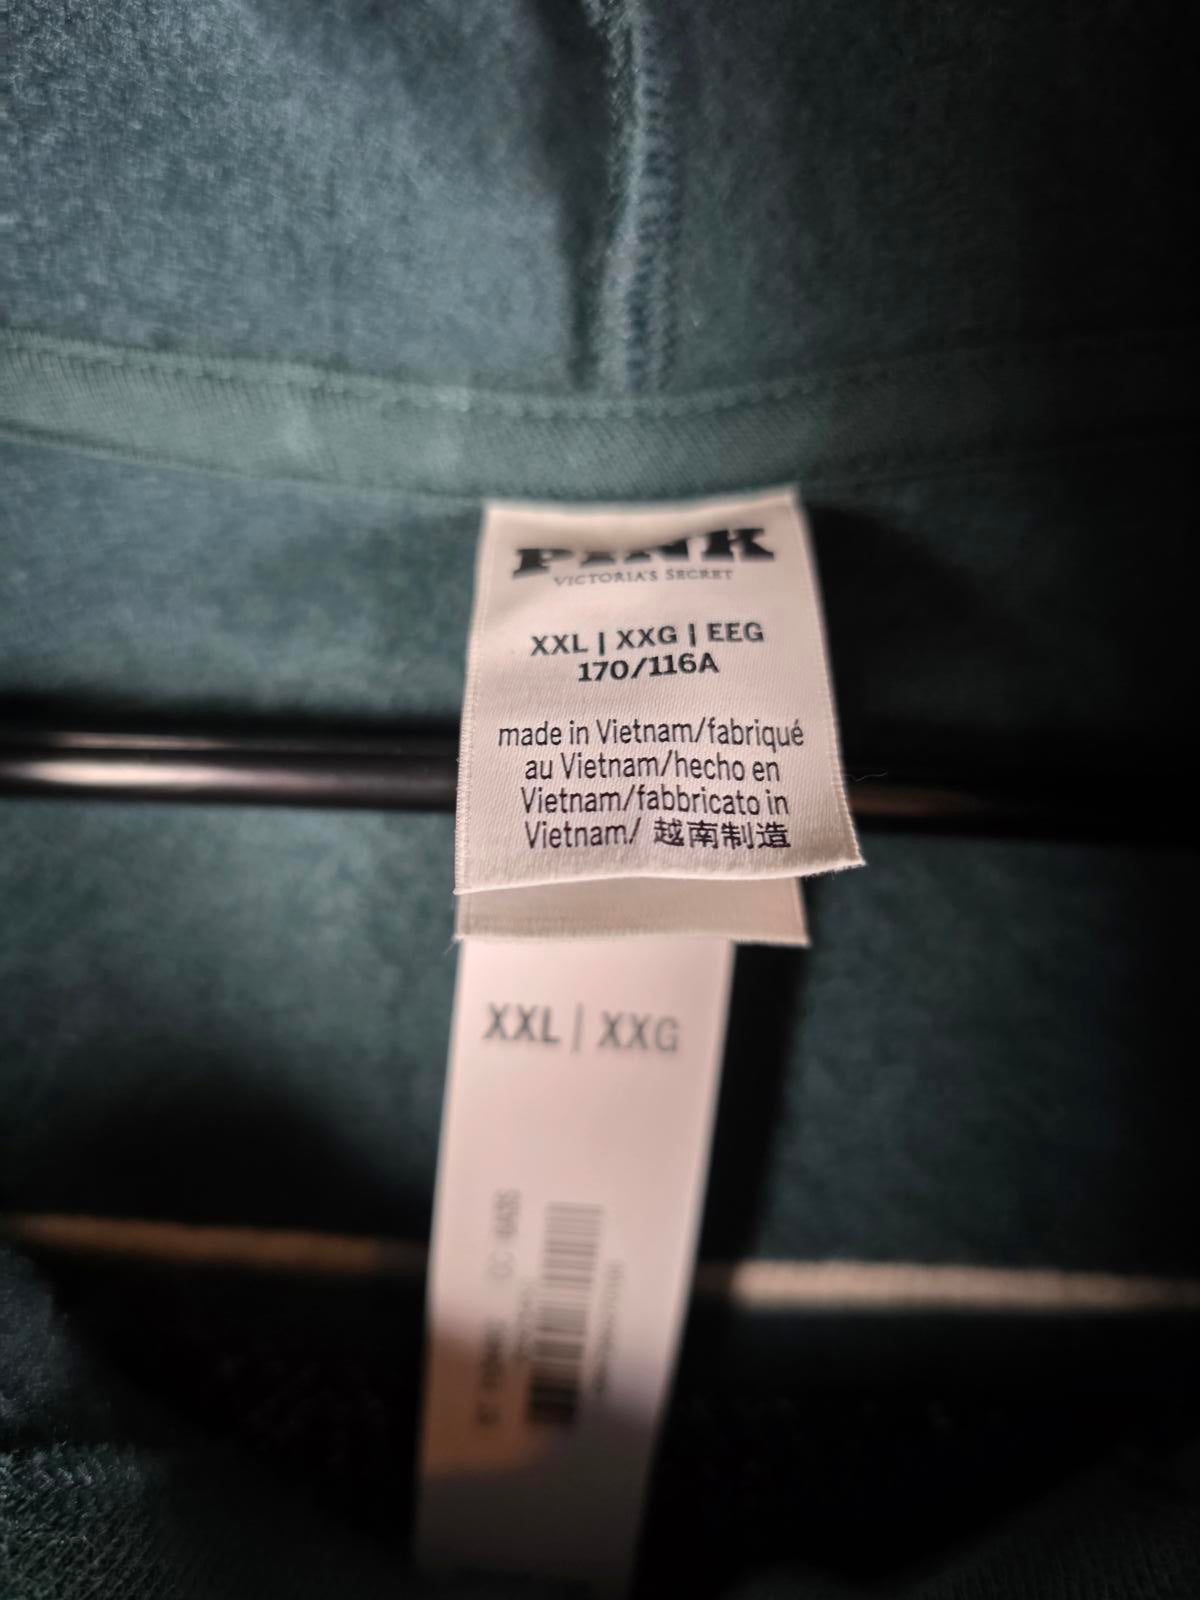 PINK
VICTORIA'S SECRET
XXL | XXG | EEG
170/116A
made in Vietnam/fabriqué
au Vietnam/hecho en
Vietnam/fabbricato in
Vietnam/ 越南制造
XXL | XXG